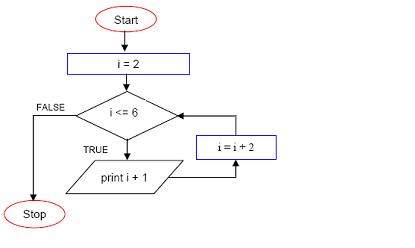 Start
i = 2
i <= 6
FALSE
TRUE
i = i + 2
print i + 1
Stop